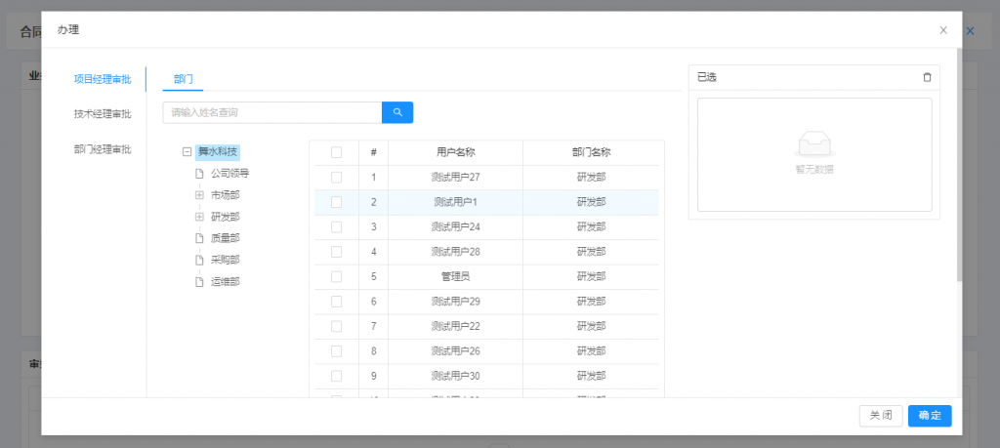 合同
办理
项目经理审批
技术经理审批
部门经理审批
部门
请输入姓名查询
舞水科技
公司领导
市场部
研发部
质量部
采购部
运维部
# 用户名称 部门名称
1 测试用户27 研发部
2 测试用户1 研发部
3 测试用户24 研发部
4 测试用户28 研发部
5 管理员 研发部
6 测试用户29 研发部
7 测试用户22 研发部
8 测试用户26 研发部
9 测试用户30 研发部
已选
暂无数据
关闭
确定